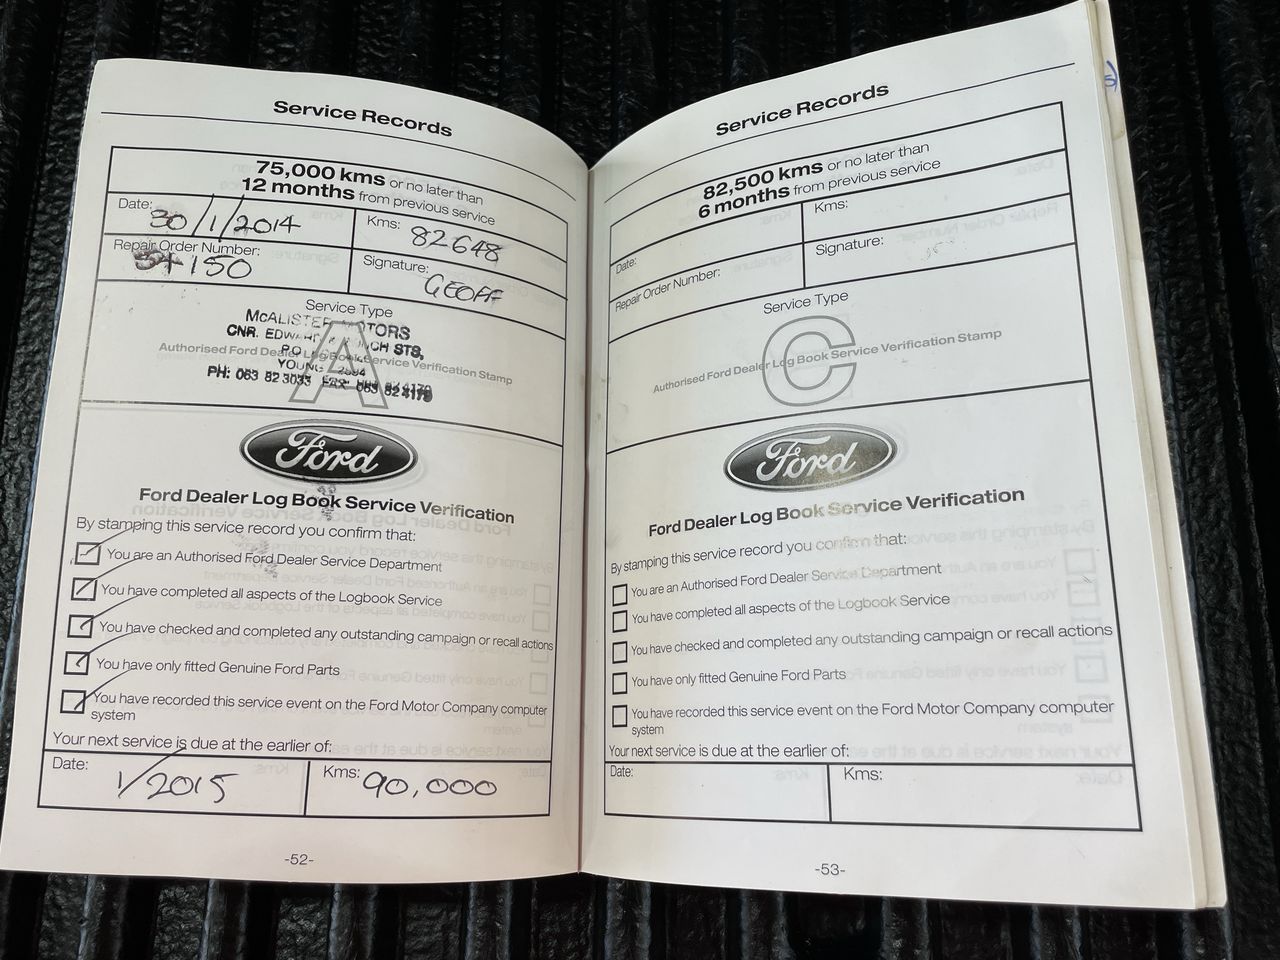 Service Records
75,000 kms or no later than
12 months from previous service
Date: 30/1/2014
Kms: 82648
Repair Order Number: 150
Signature: GEOFF
Service Type
A
McALISTER MOTORS
CNR. EDWARD & LYNCH STS,
P.O.
Authorised Ford Dealer Log Book Service Verification Stamp
YOUNG 2594
PH: 063 82 3033 FAX: 063 82 4179
Ford
Ford Dealer Log Book Service Verification
By stamping this service record you confirm that:
You are an Authorised Ford Dealer Service Department
You have completed all aspects of the Logbook Service
You have checked and completed any outstanding campaign or recall actions
You have only fitted Genuine Ford Parts
You have recorded this service event on the Ford Motor Company computer
system
Your next service is due at the earlier of:
Date: 1/2015
Kms: 90,000
-52-
Service Records
82,500 kms or no later than
6 months from previous service
Date:
Kms:
Repair Order Number:
Signature:
Service Type
C
Authorised Ford Dealer Log Book Service Verification Stamp
Ford
Ford Dealer Log Book Service Verification
By stamping this service record you confirm that:
You are an Authorised Ford Dealer Service Department
You have completed all aspects of the Logbook Service
You have checked and completed any outstanding campaign or recall actions
You have only fitted Genuine Ford Parts
You have recorded this service event on the Ford Motor Company computer
system
Your next service is due at the earlier of:
Date:
Kms:
-53-